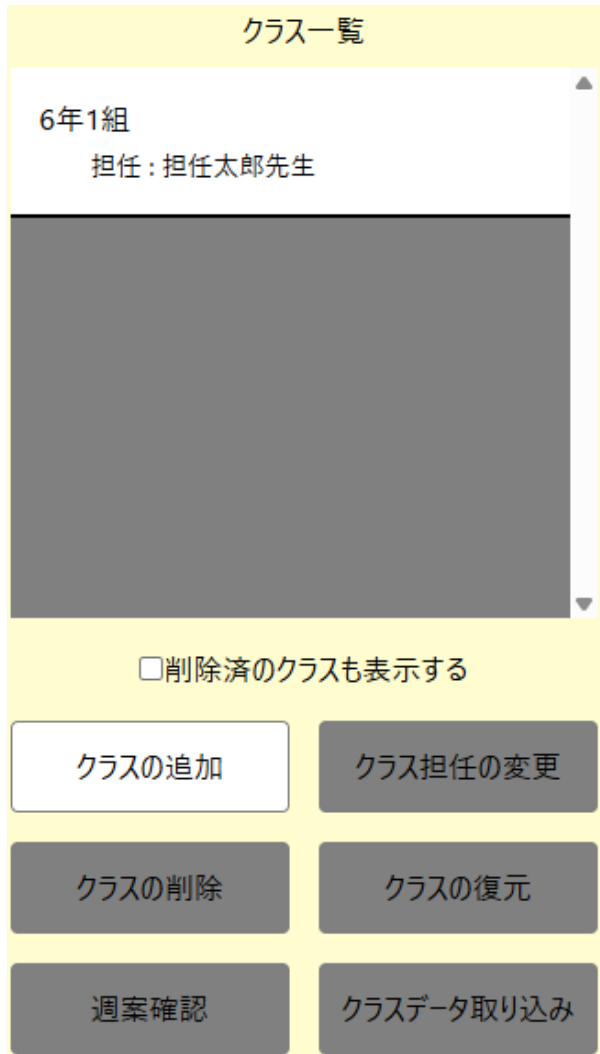 クラス一覧
6年1組
担任 : 担任太郎先生
削除済のクラスも表示する
クラスの追加
クラス担任の変更
クラスの削除
クラスの復元
週案確認
クラスデータ取り込み